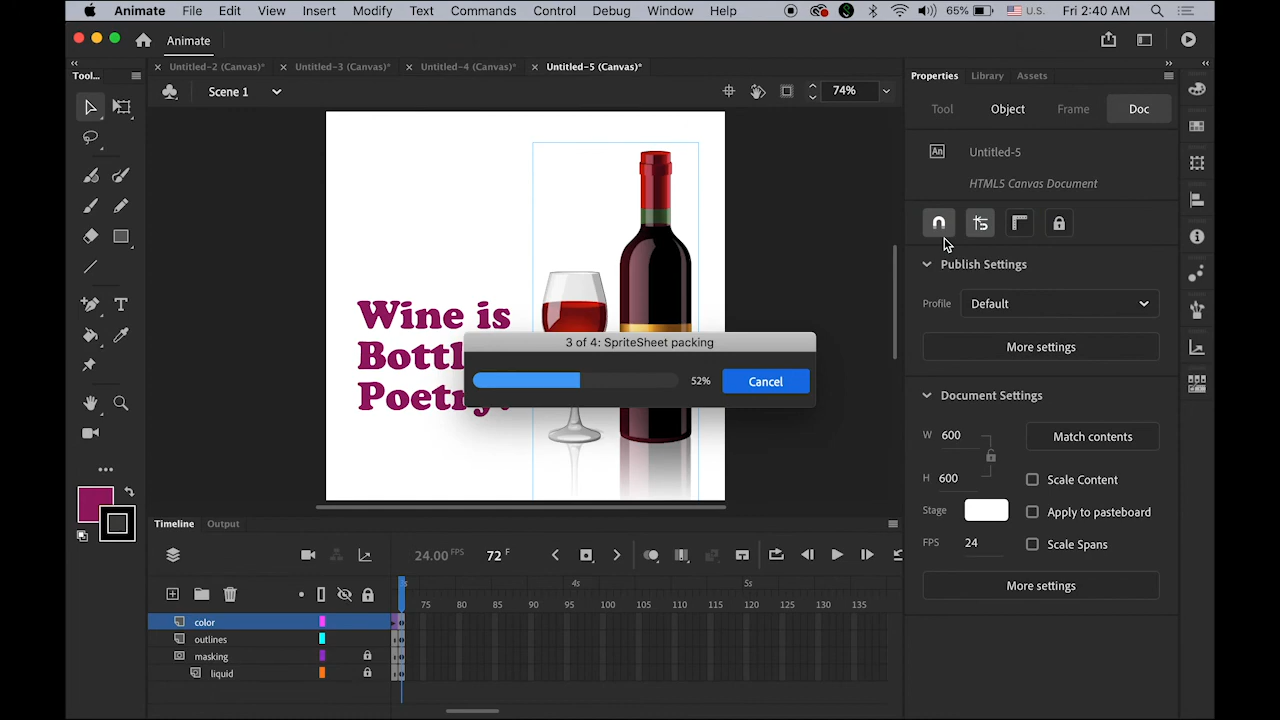 Animate File Edit View Insert Modify Text Commands Control Debug Window Help 65% U.S. Fri 2:40 AM
Animate
Tool...
Untitled-2 (Canvas)* Untitled-3 (Canvas)* Untitled-4 (Canvas)* Untitled-5 (Canvas)*
Scene 1 74%
Wine is
Bottl
Poetry.
3 of 4: SpriteSheet packing
52% Cancel
Properties Library Assets
Tool Object Frame Doc
An Untitled-5
HTML5 Canvas Document
Publish Settings
Profile Default
More settings
Document Settings
W 600 Match contents
H 600 Scale Content
Stage Apply to pasteboard
FPS 24 Scale Spans
More settings
Timeline Output
24.00 FPS 72 F
4s 5s
75 80 85 90 95 100 105 110 115 120 125 130 135
color
outlines
masking
liquid